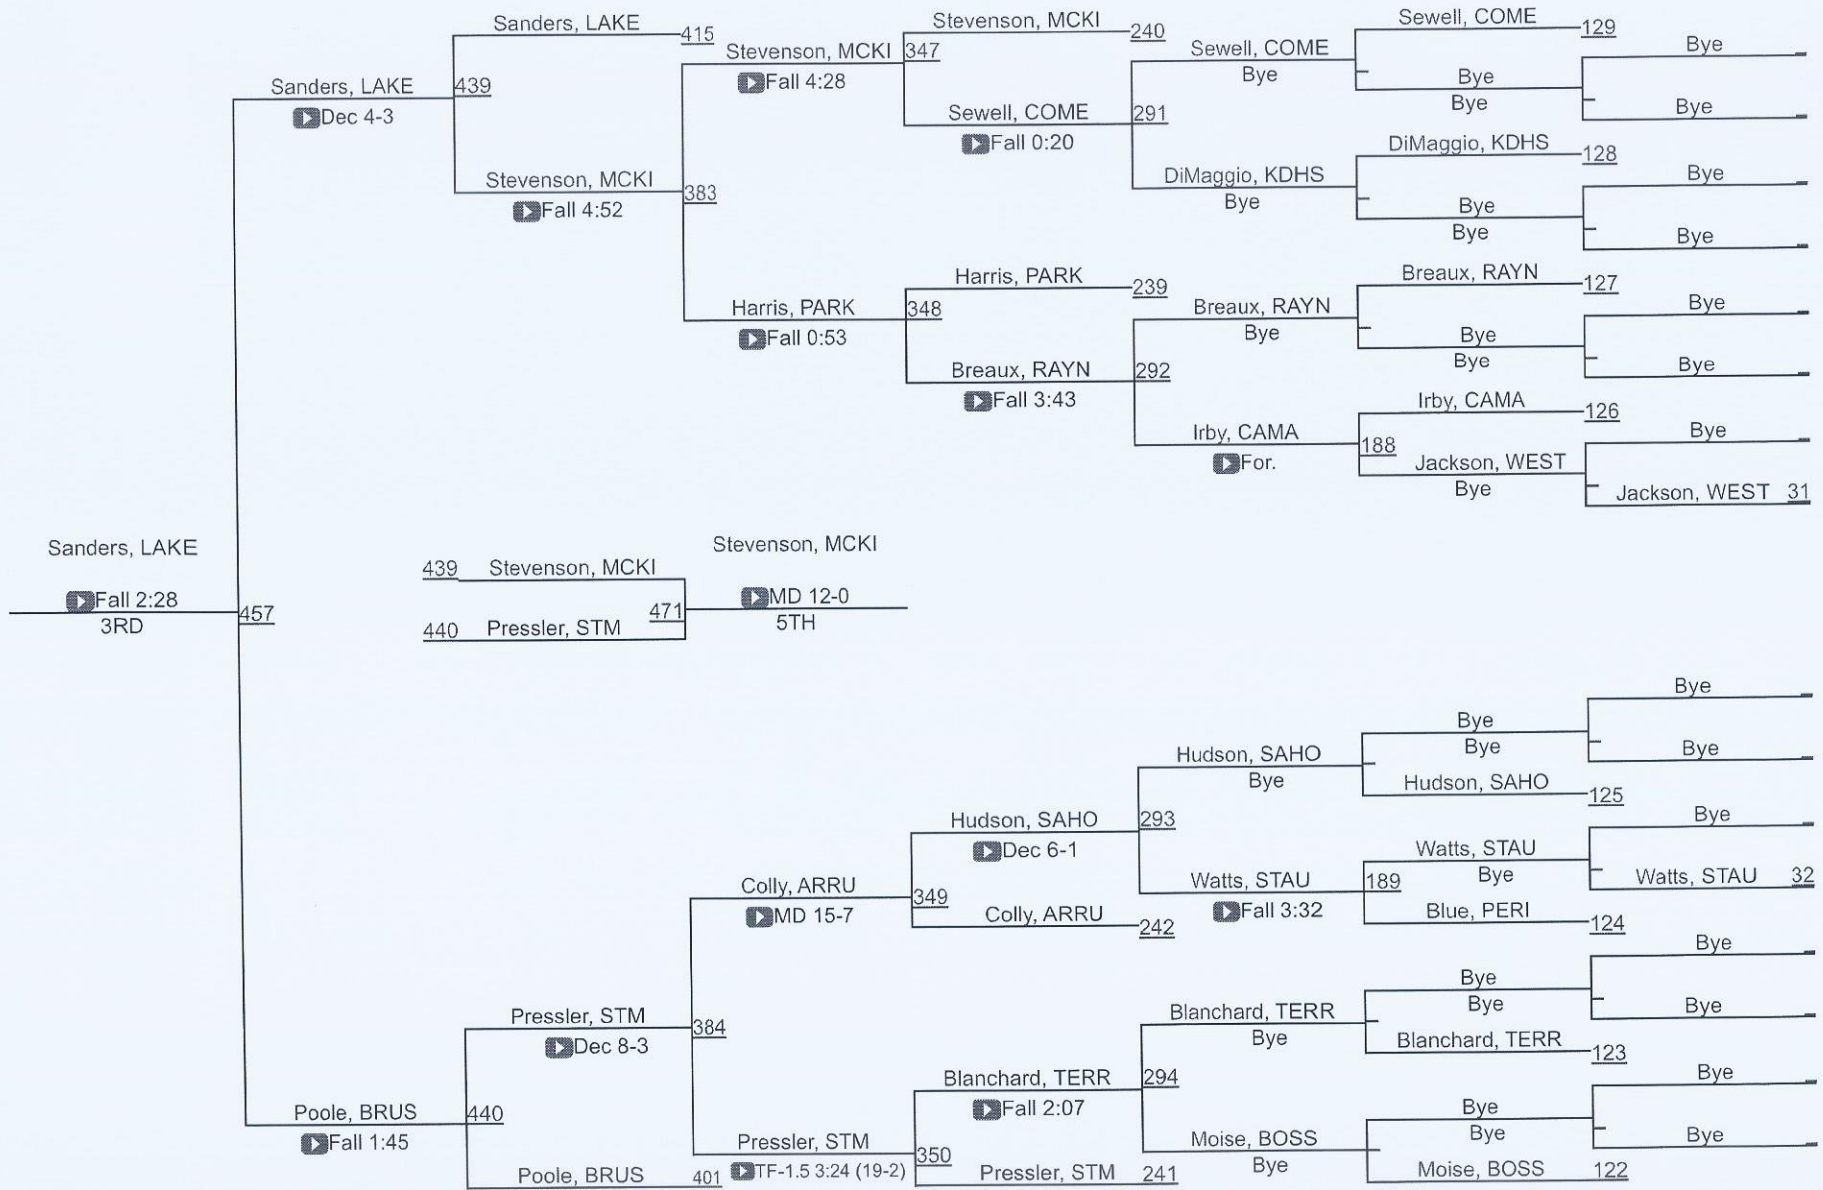 Sanders, LAKE 415
Stevenson, MCKI 240
Sewell, COME 129
Bye
Stevenson, MCKI 347
Fall 4:28
Sewell, COME
Bye
Bye
Bye
Bye
Sanders, LAKE 439
Dec 4-3
Sewell, COME 291
Fall 0:20
DiMaggio, KDHS 128
Bye
Stevenson, MCKI 383
Fall 4:52
DiMaggio, KDHS
Bye
Bye
Bye
Bye
Harris, PARK 239
Breaux, RAYN 127
Bye
Harris, PARK 348
Fall 0:53
Breaux, RAYN
Bye
Bye
Bye
Bye
Breaux, RAYN 292
Fall 3:43
Irby, CAMA 126
Bye
Irby, CAMA 188
For.
Jackson, WEST
Bye
Jackson, WEST 31
Sanders, LAKE
Fall 2:28
3RD
457
439 Stevenson, MCKI
Stevenson, MCKI
471
MD 12-0
5TH
440 Pressler, STM
Bye
Bye
Bye
Bye
Hudson, SAHO
Bye
Hudson, SAHO 125
Hudson, SAHO 293
Dec 6-1
Bye
Watts, STAU
Bye
Watts, STAU 32
Colly, ARRU 349
MD 15-7
Watts, STAU 189
Fall 3:32
Blue, PERI 124
Colly, ARRU 242
Bye
Bye
Bye
Bye
Pressler, STM 384
Dec 8-3
Blanchard, TERR
Bye
Blanchard, TERR 123
Blanchard, TERR 294
Fall 2:07
Bye
Bye
Bye
Bye
Poole, BRUS 440
Fall 1:45
Pressler, STM 350
TF-1.5 3:24 (19-2)
Moise, BOSS
Bye
Moise, BOSS 122
Poole, BRUS 401
Pressler, STM 241